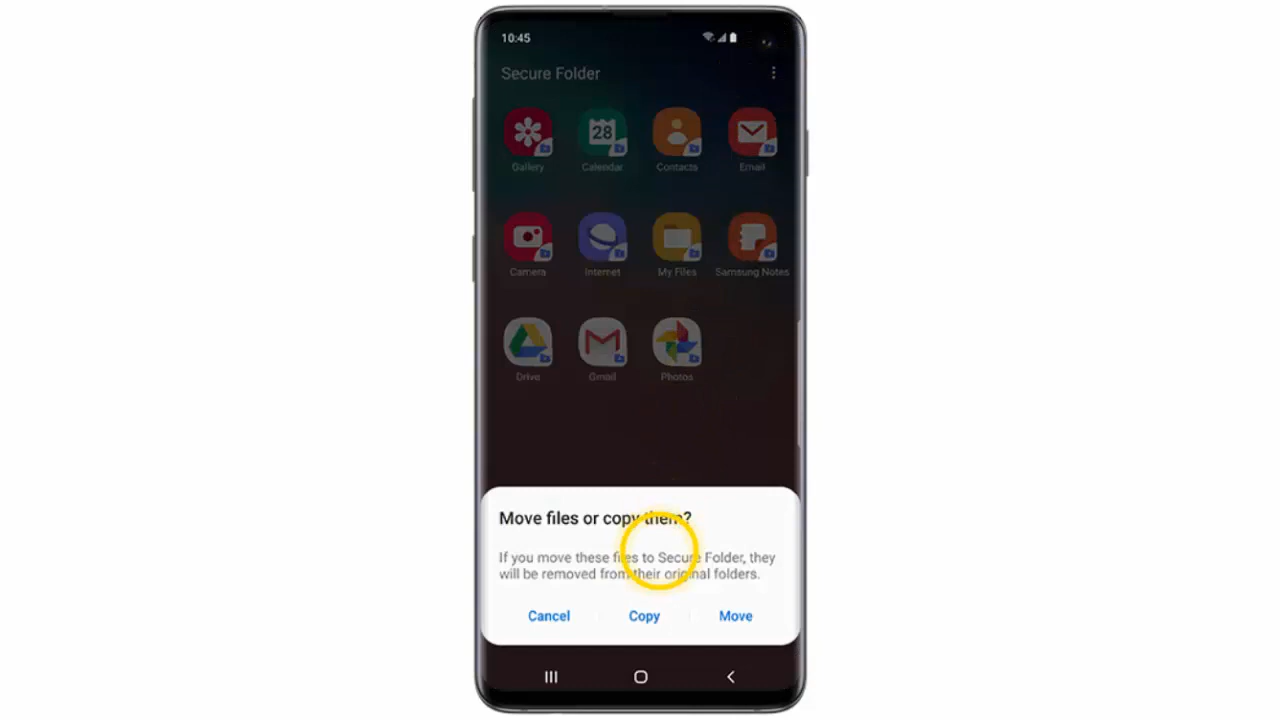 10:45
Secure Folder
28
Gallery Calendar Contacts Email
Camera Internet My Files Samsung Notes
Drive Gmail Photos
Move files or copy them?
If you move these files to Secure Folder, they
will be removed from their original folders.
Cancel Copy Move